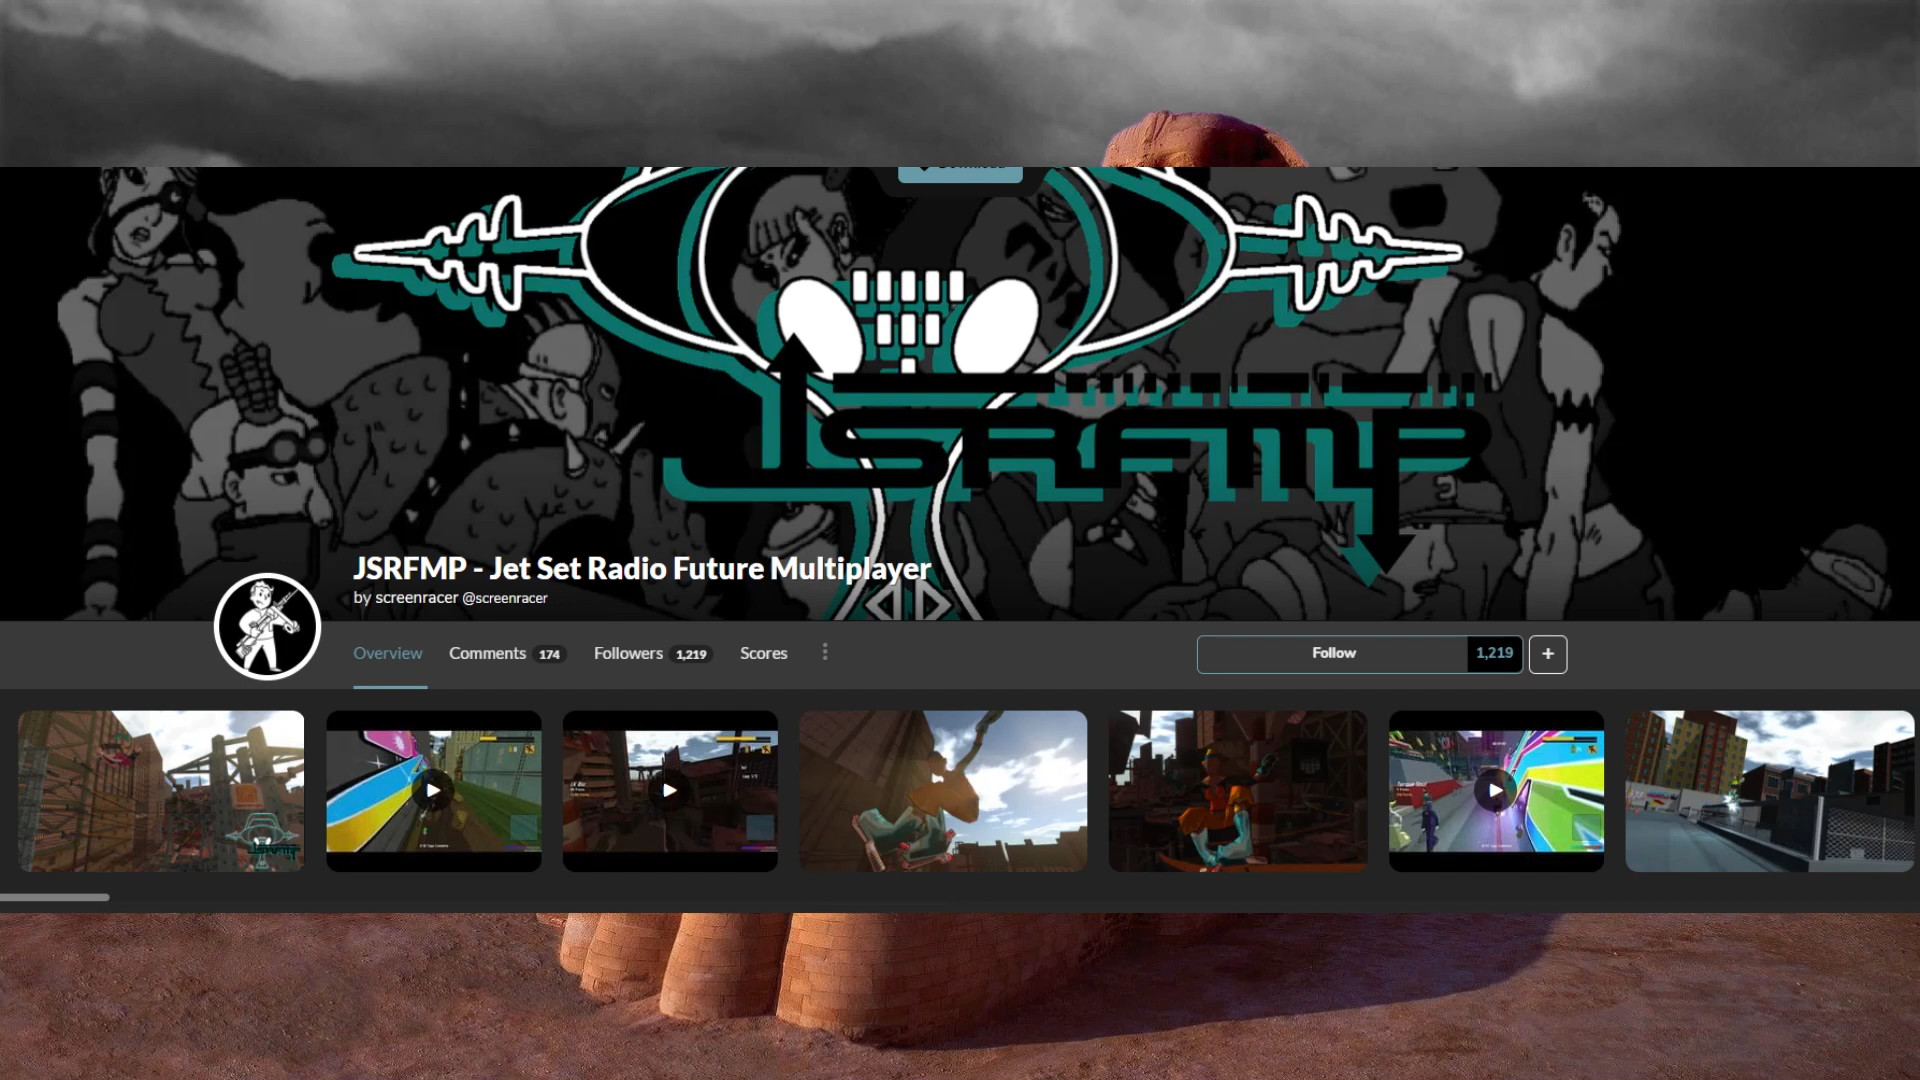 JSRFMP
JSRFMP - Jet Set Radio Future Multiplayer
by screenracer @screenracer
Overview
Comments 174
Followers 1,219
Scores
Follow 1,219
+